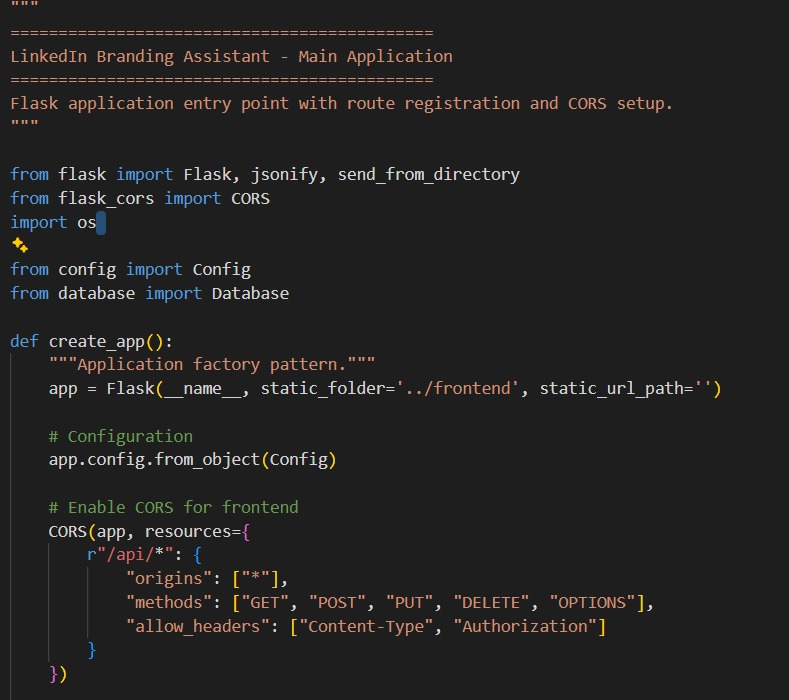 """
============================================
LinkedIn Branding Assistant - Main Application
============================================
Flask application entry point with route registration and CORS setup.
"""
from flask import Flask, jsonify, send_from_directory
from flask_cors import CORS
import os
from config import Config
from database import Database
def create_app():
    """Application factory pattern."""
    app = Flask(__name__, static_folder='../frontend', static_url_path='')
    # Configuration
    app.config.from_object(Config)
    # Enable CORS for frontend
    CORS(app, resources={
        r"/api/*": {
            "origins": ["*"],
            "methods": ["GET", "POST", "PUT", "DELETE", "OPTIONS"],
            "allow_headers": ["Content-Type", "Authorization"]
        }
    })